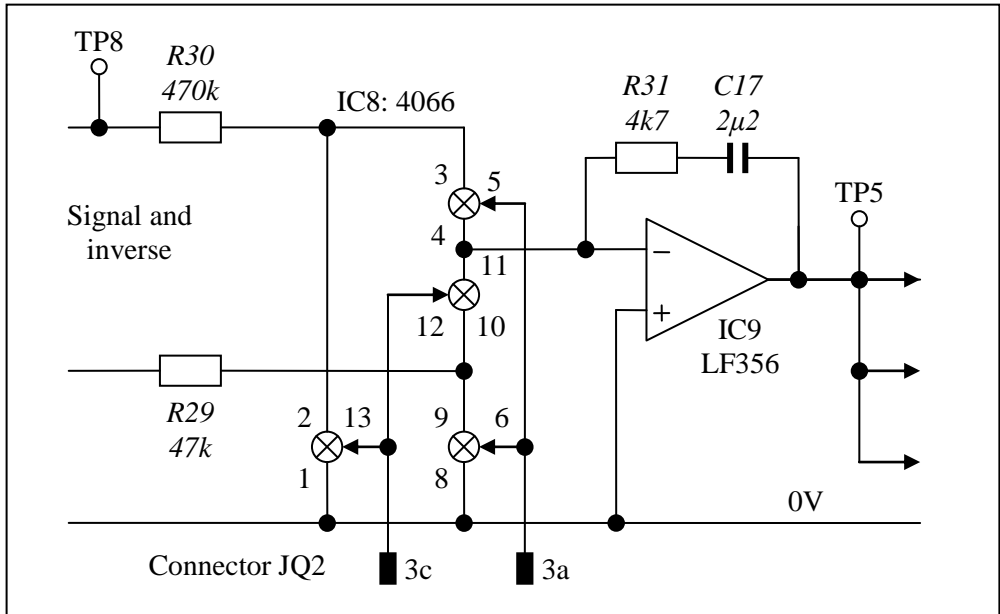 TP8
R30
470k
IC8: 4066
R31
4k7
C17
2μ2
3
5
TP5
Signal and
inverse
4
11
12
10
IC9
LF356
R29
47k
2
13
9
6
1
8
0V
Connector JQ2
3c
3a